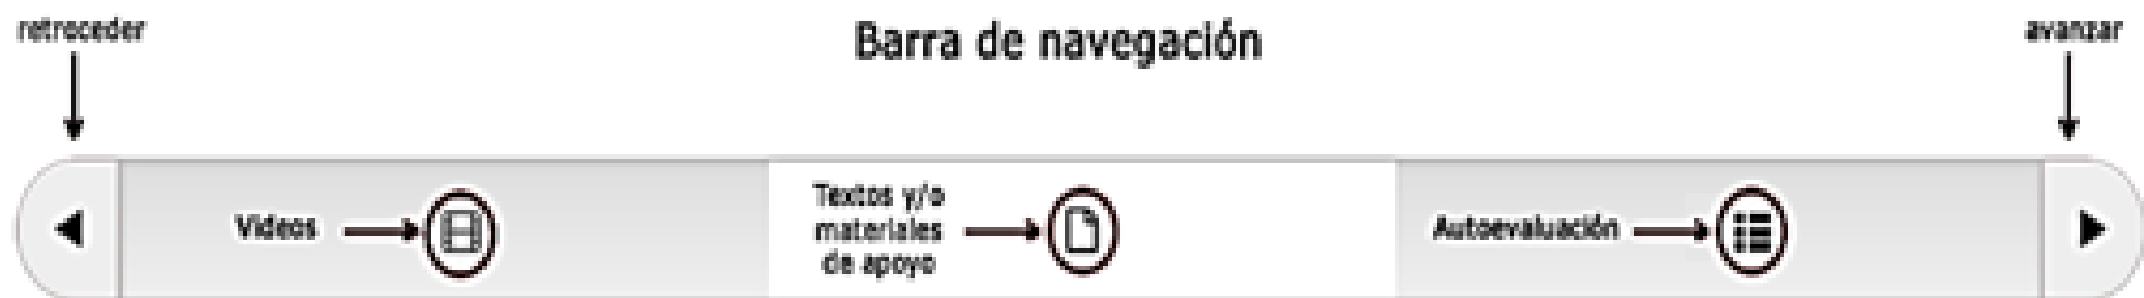 retroceder
Barra de navegación
avanzar
Videos
Textos y/o
materiales
de apoyo
Autoevaluación